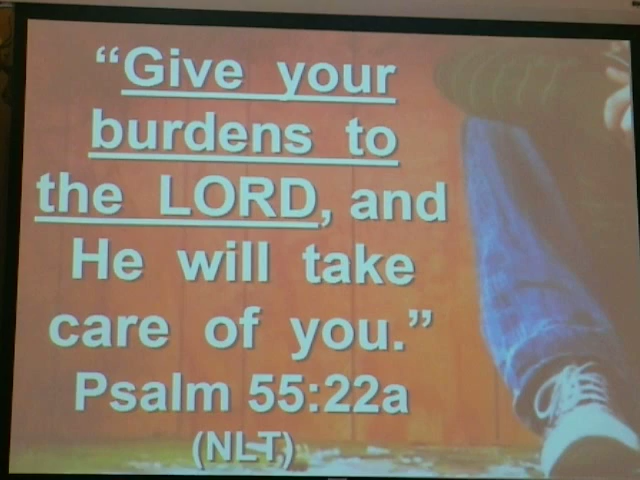 “Give your
burdens to
the LORD, and
He will take
care of you.”
Psalm 55:22a
(NLT)